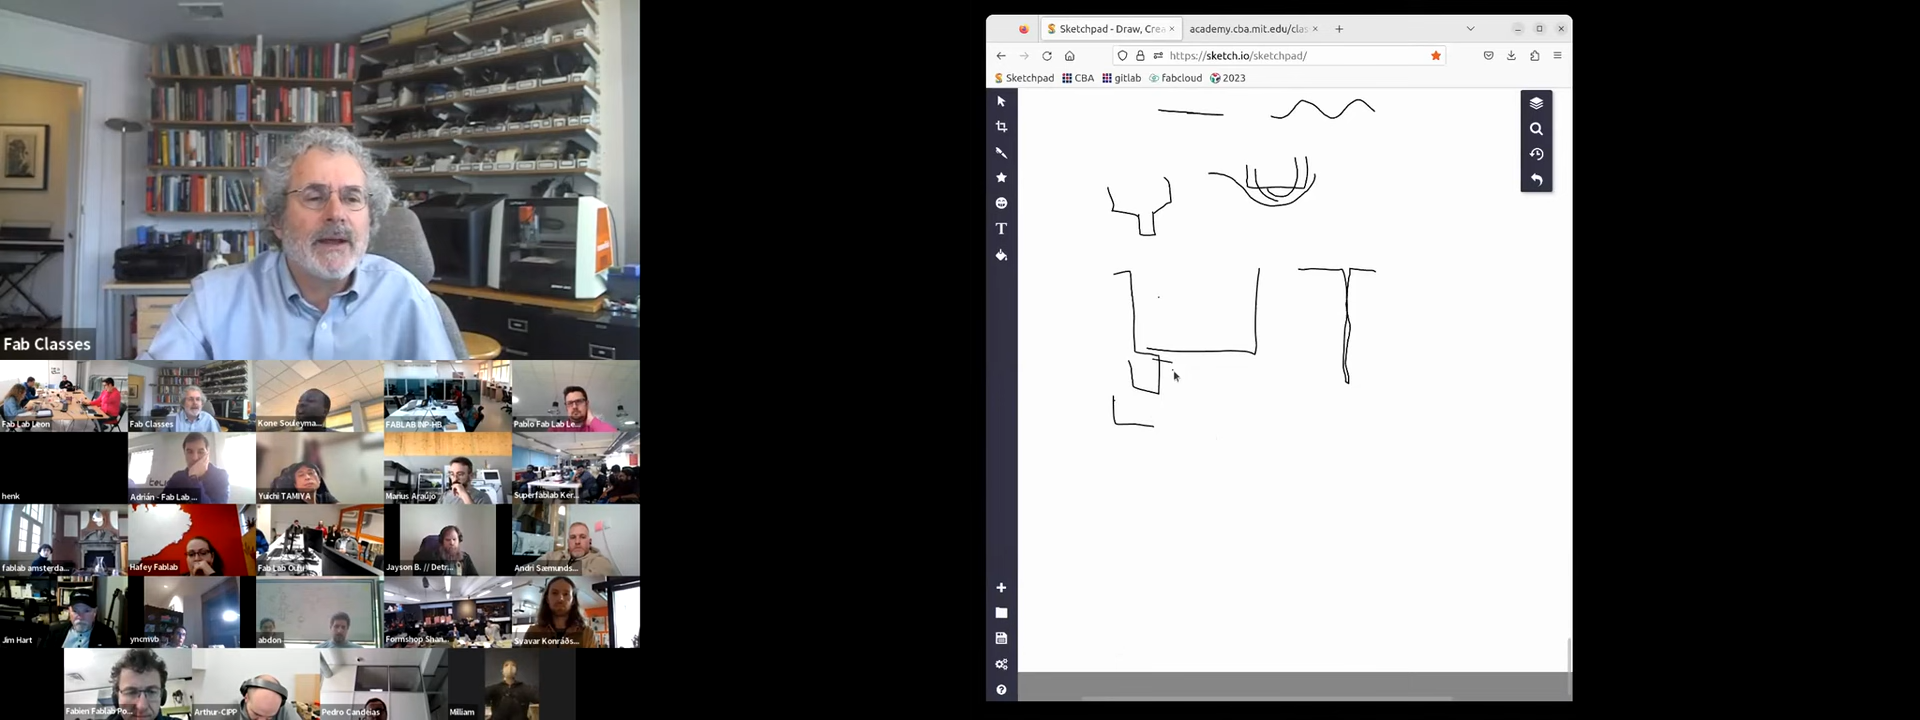 Fab Classes
Fab Lab Leon
Fab Classes
Kone Souleyma...
FABLAB INP-HB
Pablo Fab Lab Le...
henk
Adrián - Fab Lab ...
Yuichi TAMIYA
Marius Araújo
Superfablab Ker...
fablab amsterda...
Hafey Fablab
Fab Lab Oulu
Jayson B. // Detr...
Andri Sæmunds...
Jim Hart
yncmvb
abdon
Formshop Shan...
Svavar Konráðs...
Fabien Fablab Po...
Arthur-CIPP
Pedro Candeias
Milliam
Sketchpad - Draw, Crea
academy.cba.mit.edu/clas
https://sketch.io/sketchpad/
Sketchpad CBA gitlab fabcloud 2023
T